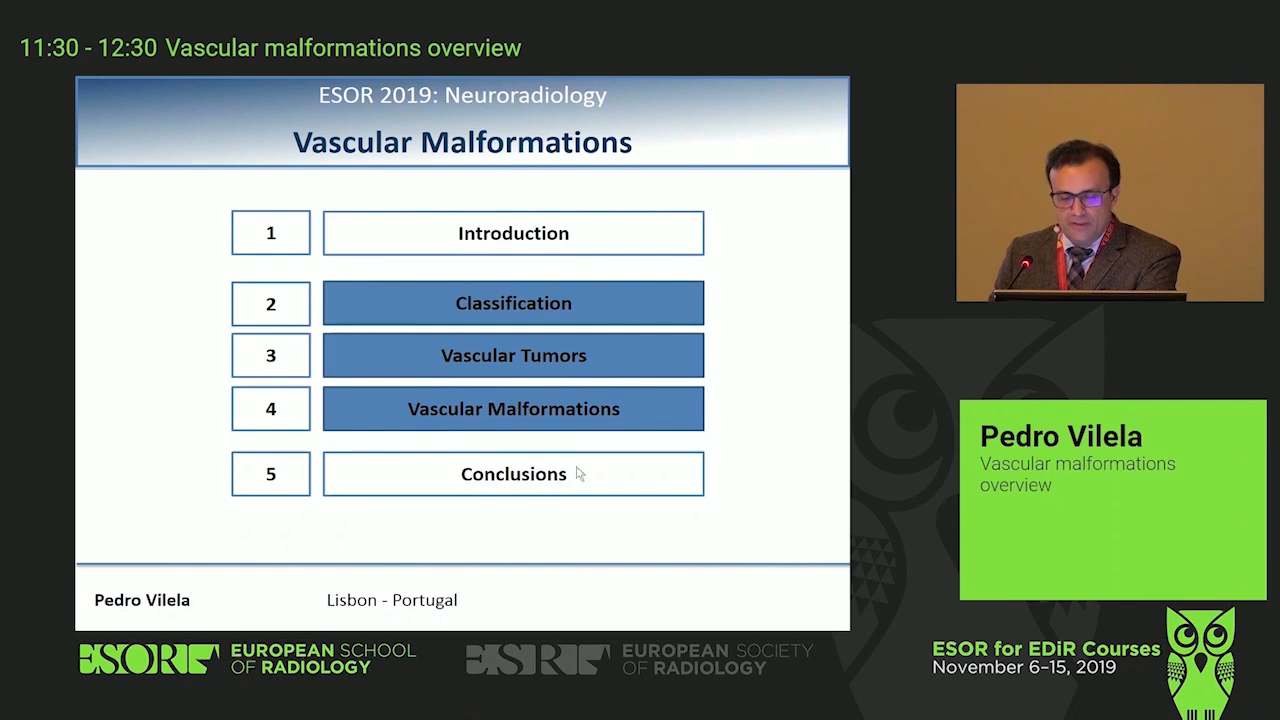 11:30 - 12:30 Vascular malformations overview
ESOR 2019: Neuroradiology
Vascular Malformations
1 Introduction
2 Classification
3 Vascular Tumors
4 Vascular Malformations
5 Conclusions
Pedro Vilela Lisbon - Portugal
Pedro Vilela
Vascular malformations
overview
ESOR EUROPEAN SCHOOL
OF RADIOLOGY
ESR EUROPEAN SOCIETY
OF RADIOLOGY
ESOR for EDiR Courses
November 6–15, 2019